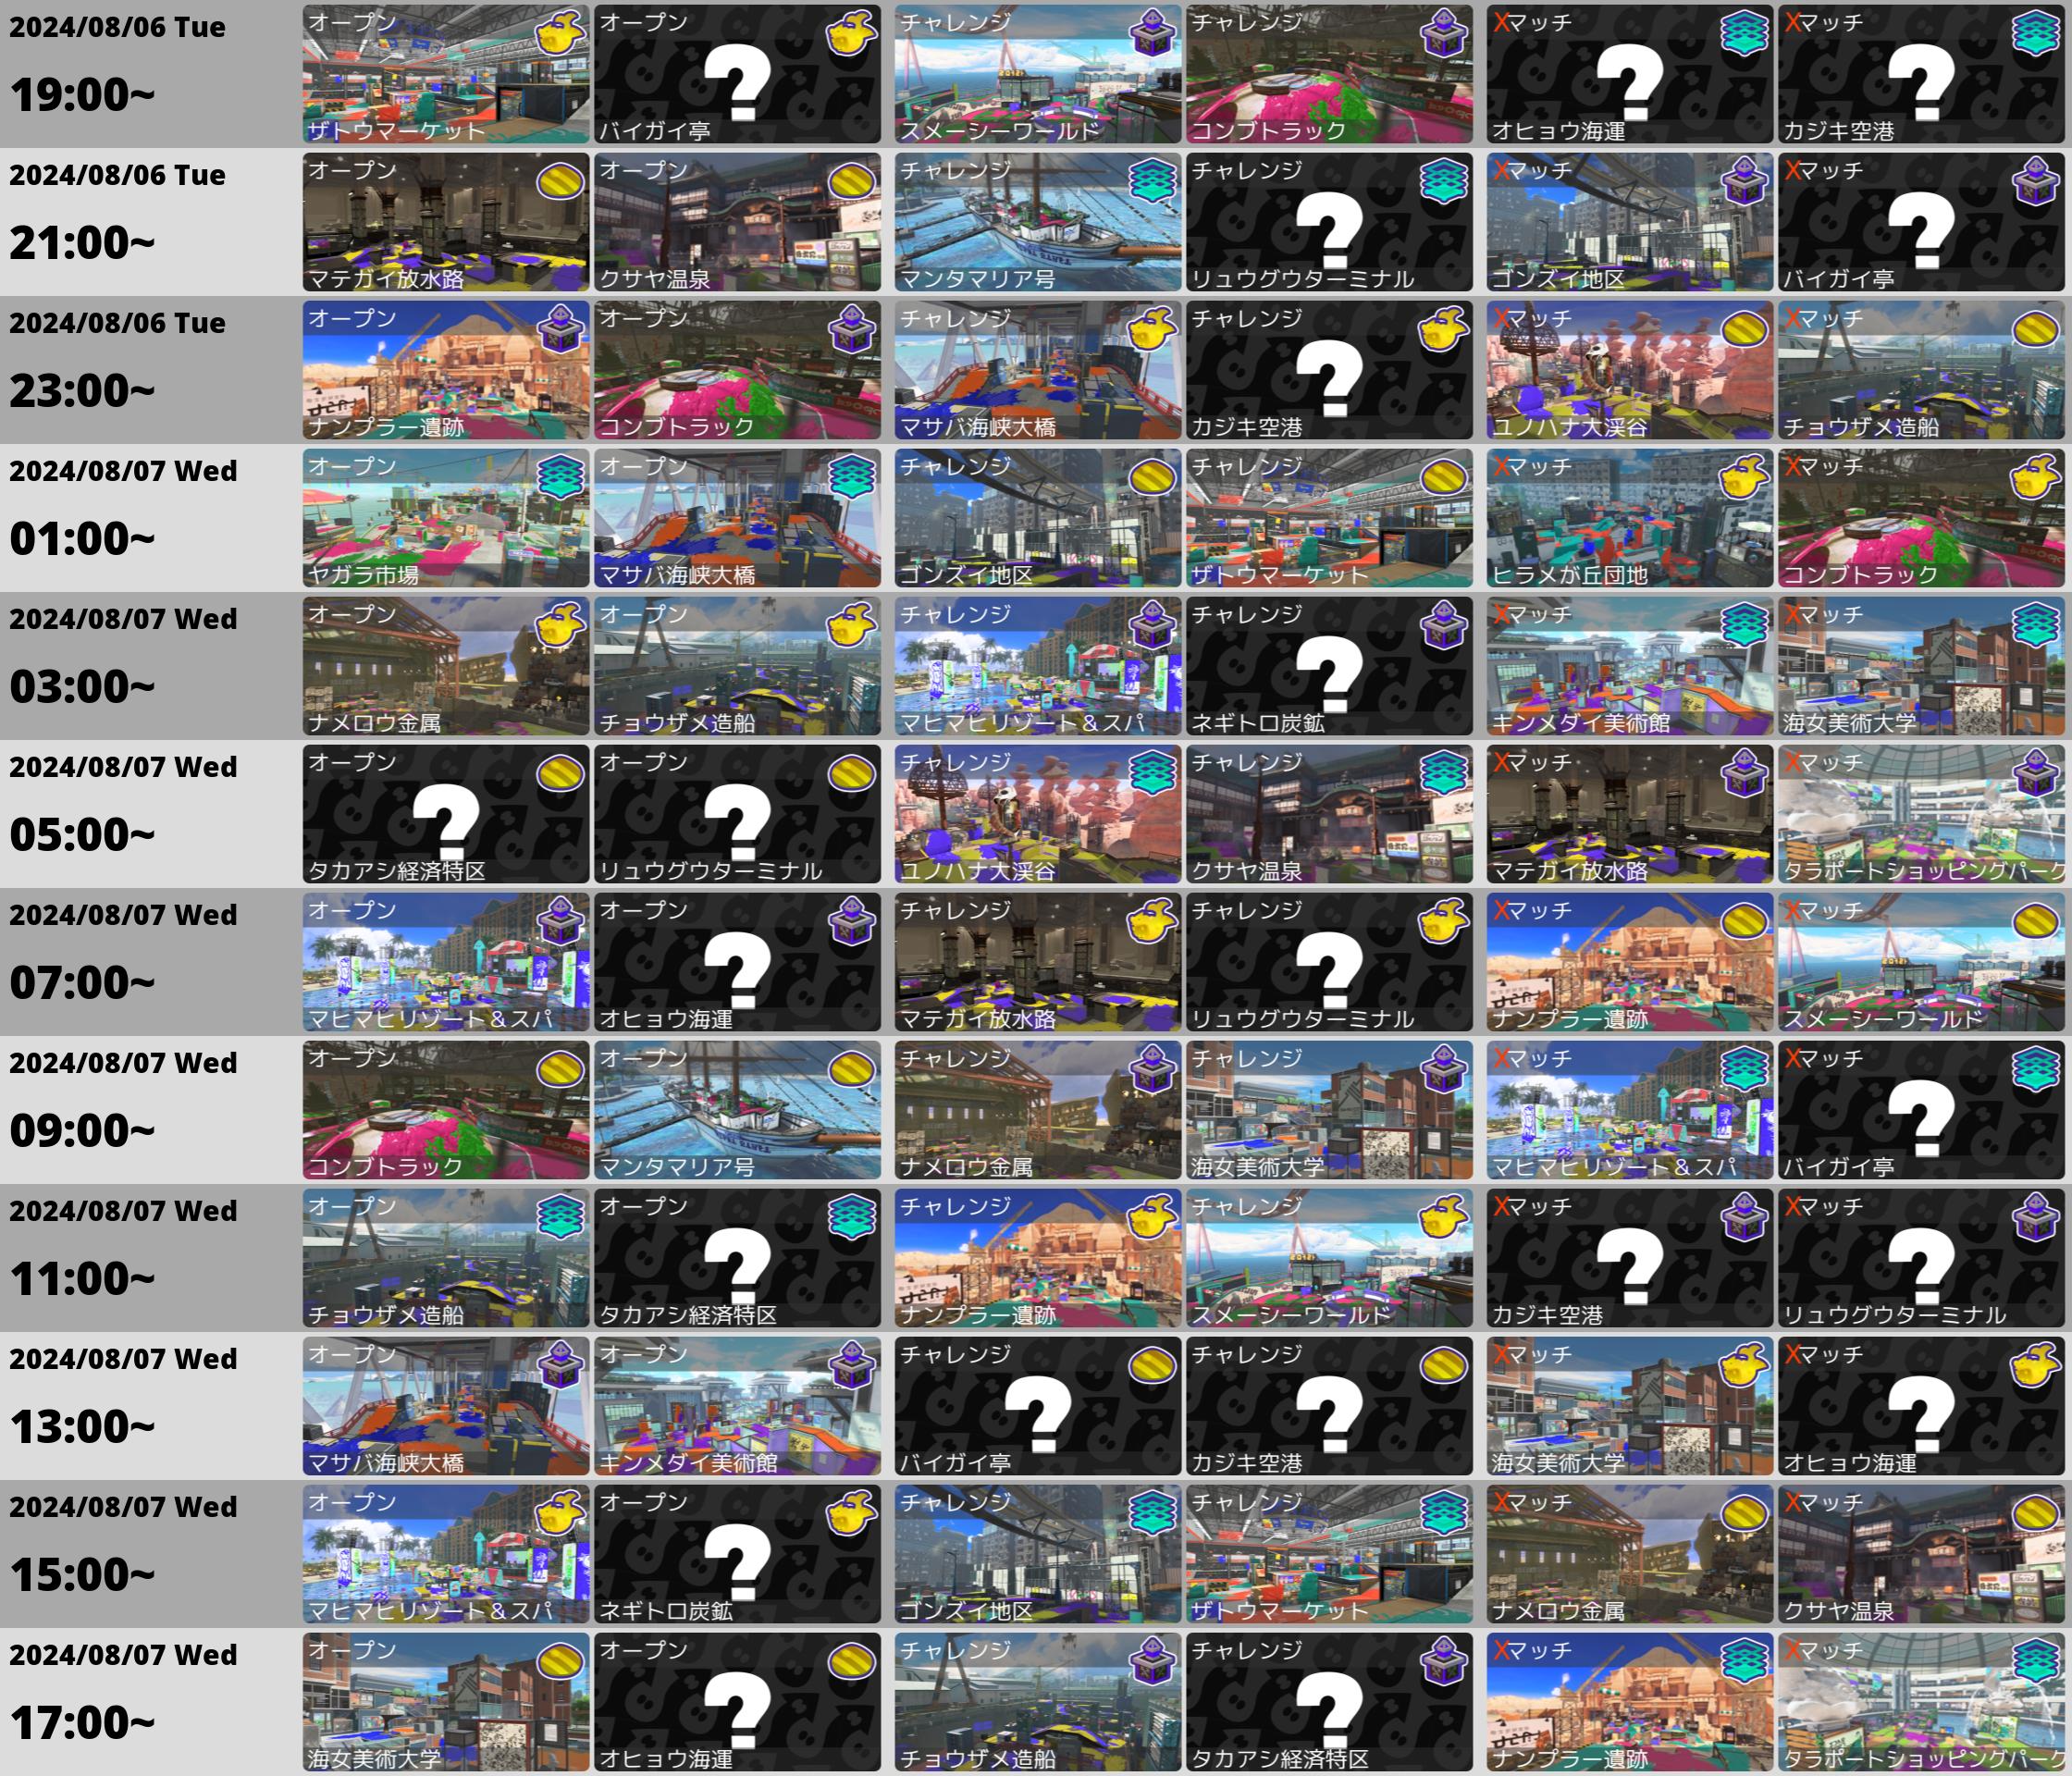 2024/08/06 Tue
19:00~
オープン
ザトウマーケット
オープン
バイガイ亭
チャレンジ
スメーシーワールド
チャレンジ
コンブトラック
Xマッチ
オヒョウ海運
Xマッチ
カジキ空港
2024/08/06 Tue
21:00~
オープン
マテガイ放水路
オープン
クサヤ温泉
チャレンジ
マンタマリア号
チャレンジ
リュウグウターミナル
Xマッチ
ゴンズイ地区
Xマッチ
バイガイ亭
2024/08/06 Tue
23:00~
オープン
ナンプラー遺跡
オープン
コンブトラック
チャレンジ
マサバ海峡大橋
チャレンジ
カジキ空港
Xマッチ
ユノハナ大渓谷
Xマッチ
チョウザメ造船
2024/08/07 Wed
01:00~
オープン
ヤガラ市場
オープン
マサバ海峡大橋
チャレンジ
ゴンズイ地区
チャレンジ
ザトウマーケット
Xマッチ
ヒラメが丘団地
Xマッチ
コンブトラック
2024/08/07 Wed
03:00~
オープン
ナメロウ金属
オープン
チョウザメ造船
チャレンジ
マヒマヒリゾート＆スパ
チャレンジ
ネギトロ炭鉱
Xマッチ
キンメダイ美術館
Xマッチ
海女美術大学
2024/08/07 Wed
05:00~
オープン
タカアシ経済特区
オープン
リュウグウターミナル
チャレンジ
ユノハナ大渓谷
チャレンジ
クサヤ温泉
Xマッチ
マテガイ放水路
Xマッチ
タラポートショッピングパーク
2024/08/07 Wed
07:00~
オープン
マヒマヒリゾート＆スパ
オープン
オヒョウ海運
チャレンジ
マテガイ放水路
チャレンジ
リュウグウターミナル
Xマッチ
ナンプラー遺跡
Xマッチ
スメーシーワールド
2024/08/07 Wed
09:00~
オープン
コンブトラック
オープン
マンタマリア号
チャレンジ
ナメロウ金属
チャレンジ
海女美術大学
Xマッチ
マヒマヒリゾート＆スパ
Xマッチ
バイガイ亭
2024/08/07 Wed
11:00~
オープン
チョウザメ造船
オープン
タカアシ経済特区
チャレンジ
ナンプラー遺跡
チャレンジ
スメーシーワールド
Xマッチ
カジキ空港
Xマッチ
リュウグウターミナル
2024/08/07 Wed
13:00~
オープン
マサバ海峡大橋
オープン
キンメダイ美術館
チャレンジ
バイガイ亭
チャレンジ
カジキ空港
Xマッチ
海女美術大学
Xマッチ
オヒョウ海運
2024/08/07 Wed
15:00~
オープン
マヒマヒリゾート＆スパ
オープン
ネギトロ炭鉱
チャレンジ
ゴンズイ地区
チャレンジ
ザトウマーケット
Xマッチ
ナメロウ金属
Xマッチ
クサヤ温泉
2024/08/07 Wed
17:00~
オープン
海女美術大学
オープン
オヒョウ海運
チャレンジ
チョウザメ造船
チャレンジ
タカアシ経済特区
Xマッチ
ナンプラー遺跡
Xマッチ
タラポートショッピングパーク